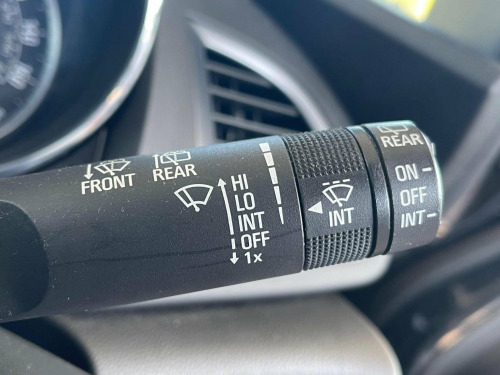 FRONT
REAR
HI
LO
INT
OFF
1x
INT
REAR
ON
OFF
INT